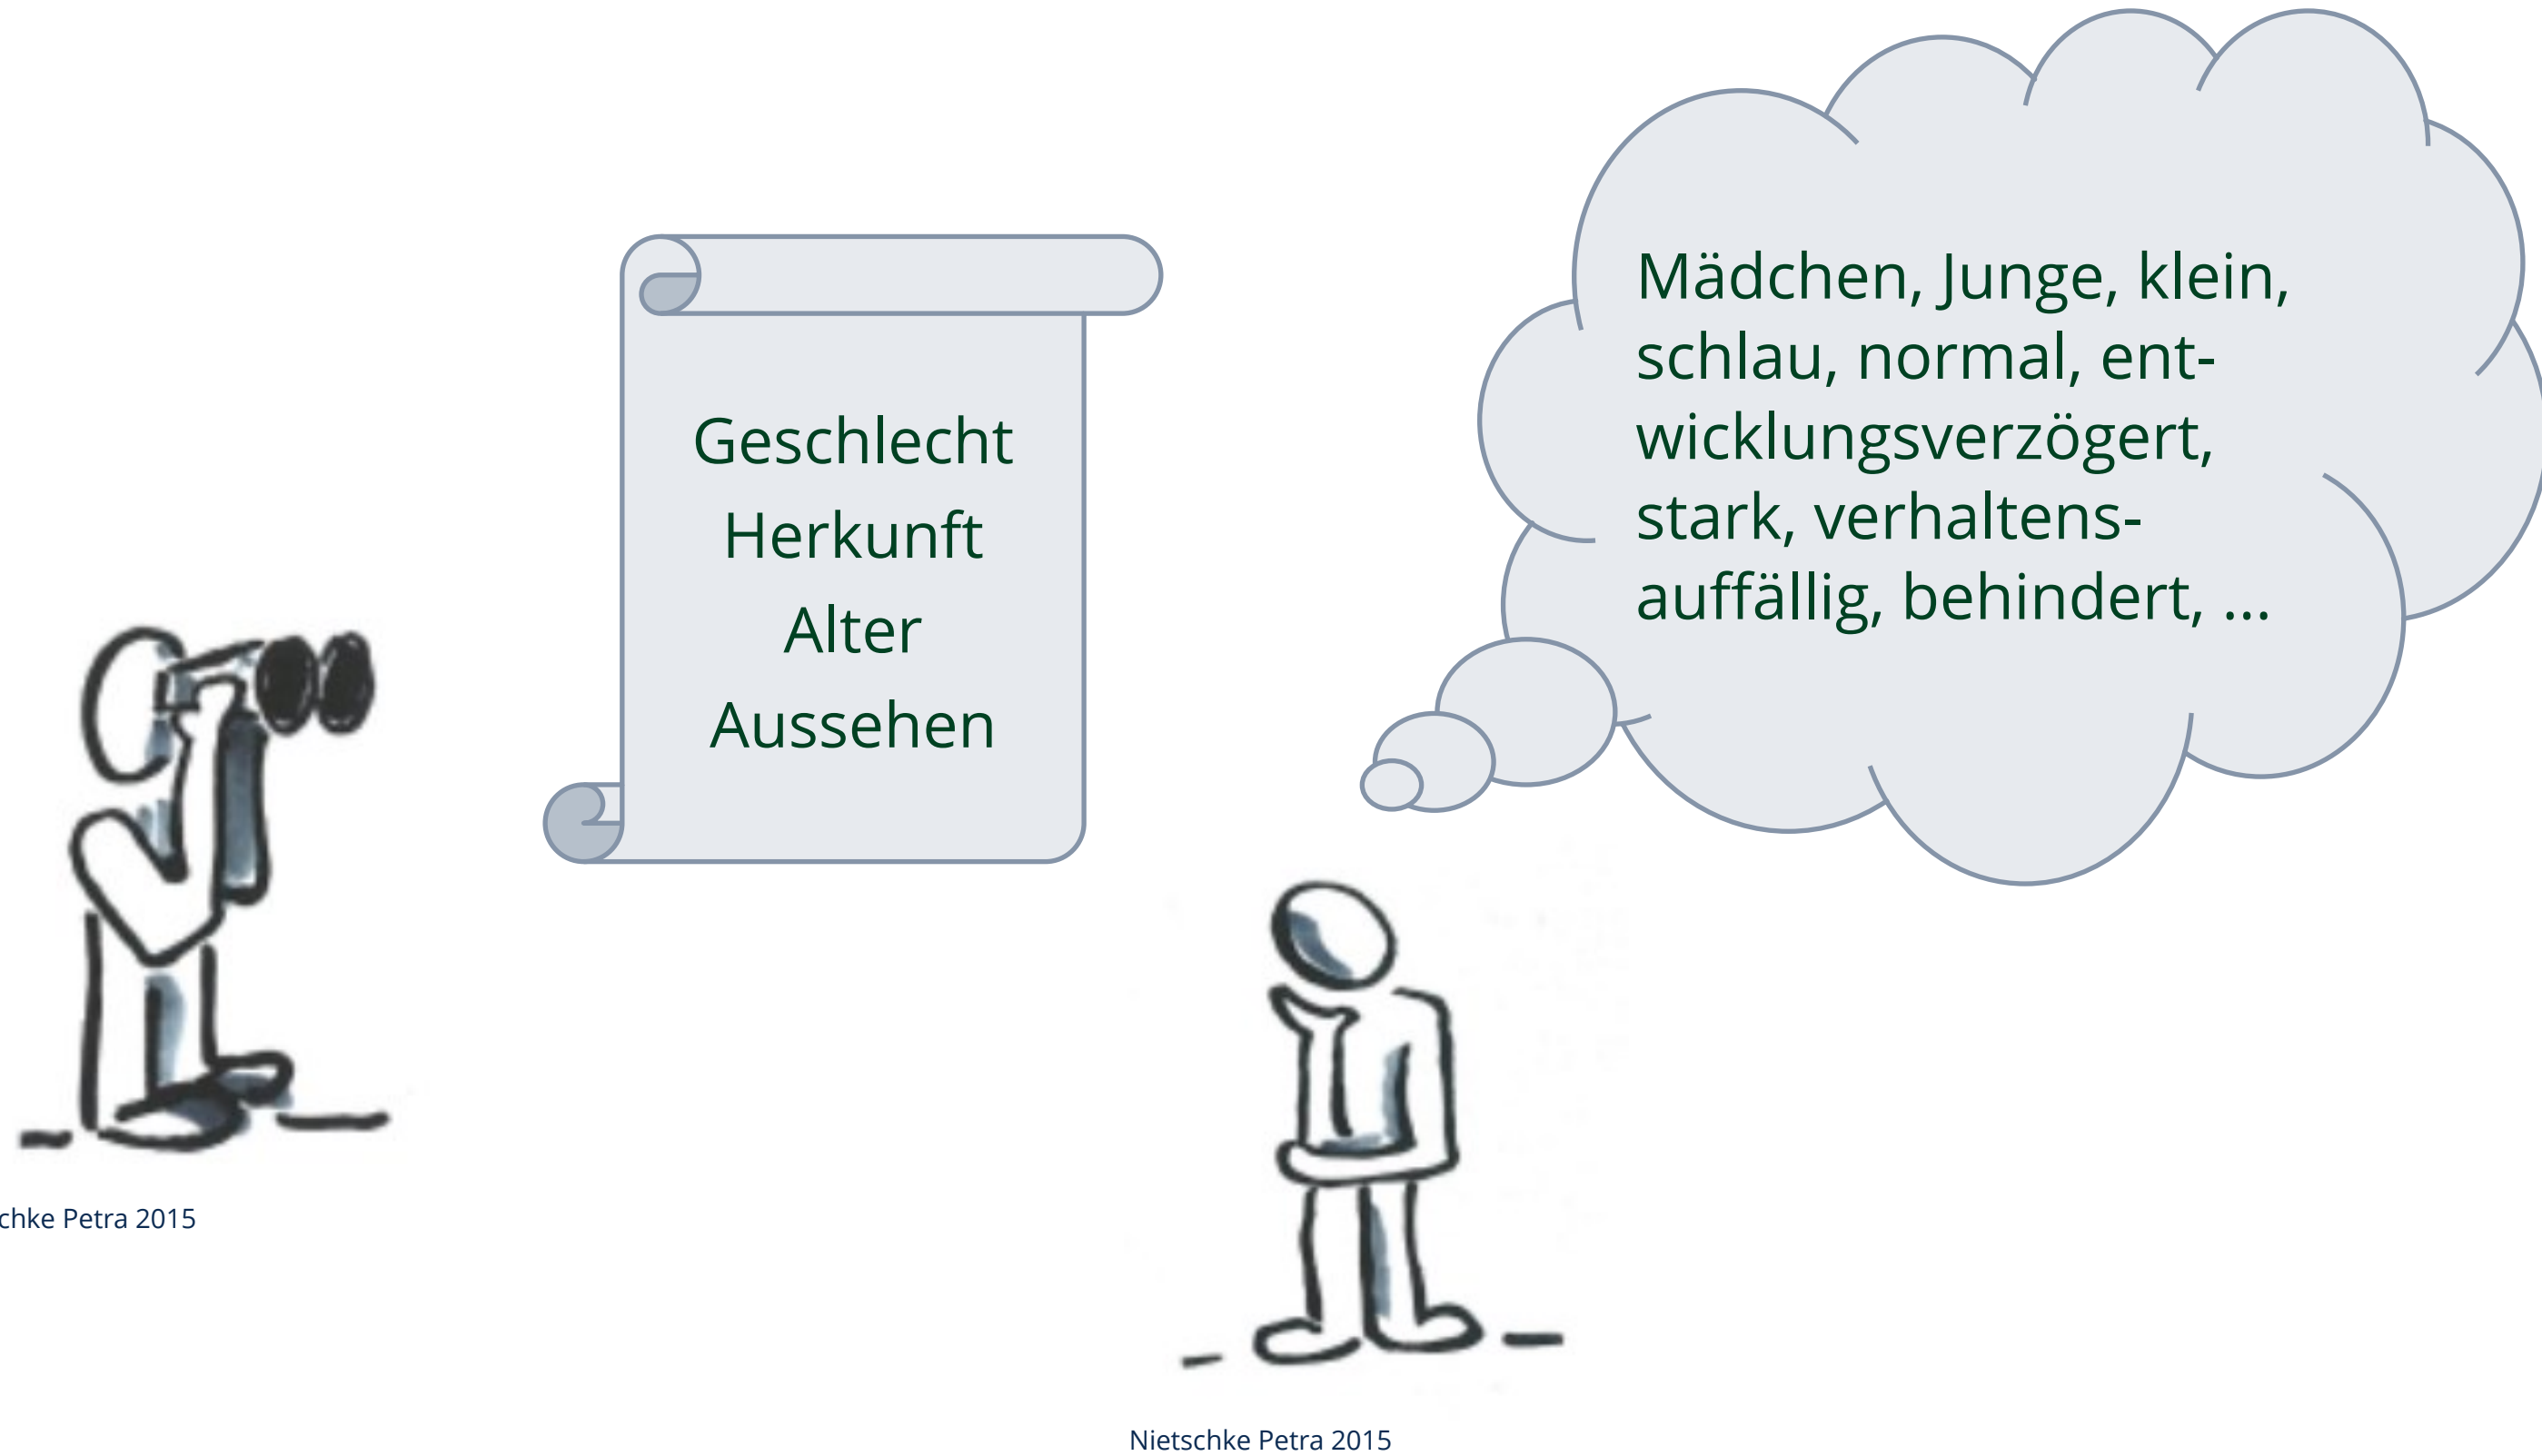 Geschlecht
Herkunft
Alter
Aussehen
Mädchen, Junge, klein,
schlau, normal, ent-
wicklungsverzögert,
stark, verhaltens-
auffällig, behindert, ...
chke Petra 2015
Nietschke Petra 2015